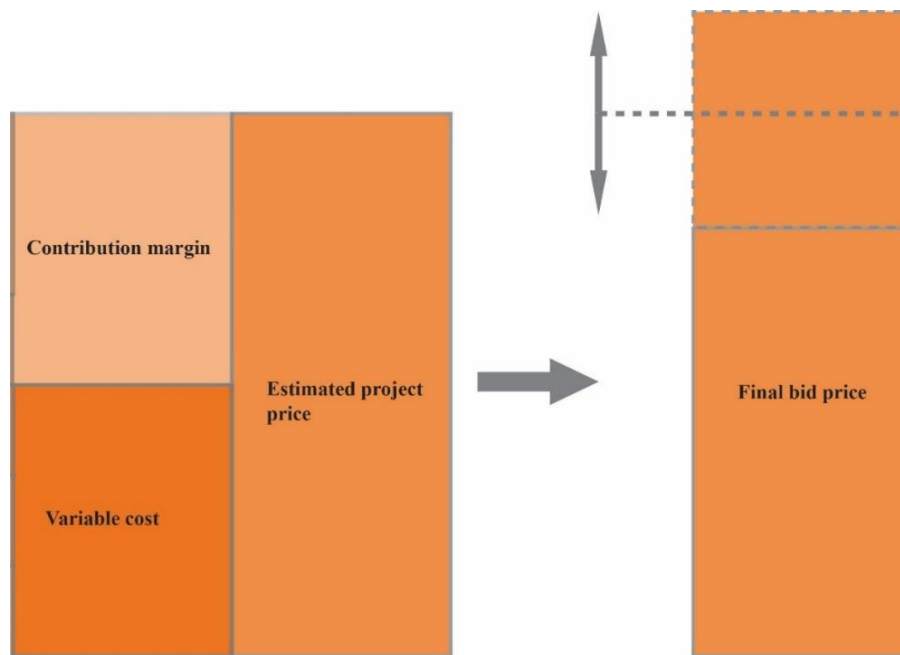 Contribution margin
Estimated project
price
Final bid price
Variable cost